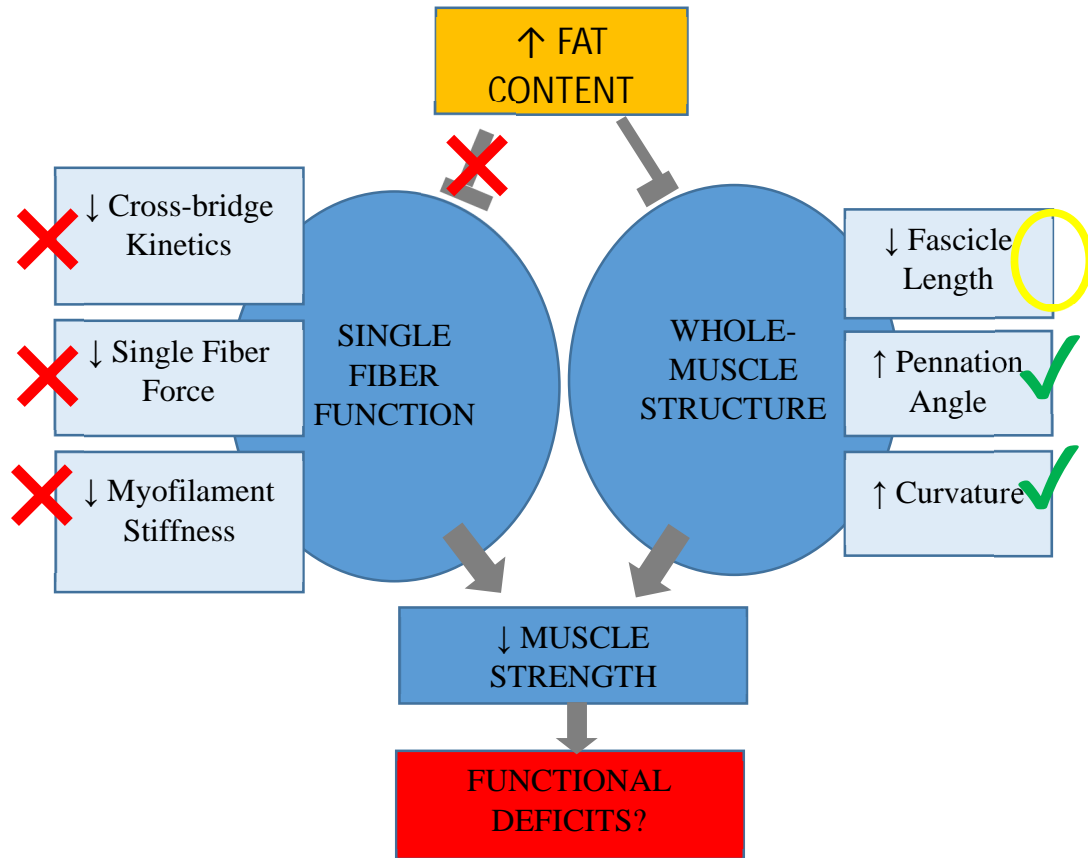 ↑ FAT
CONTENT
↓ Cross-bridge
Kinetics
↓ Single Fiber
Force
↓ Myofilament
Stiffness
SINGLE
FIBER
FUNCTION
WHOLE-
MUSCLE
STRUCTURE
↓ Fascicle
Length
↑ Pennation
Angle
↑ Curvature
↓ MUSCLE
STRENGTH
FUNCTIONAL
DEFICITS?